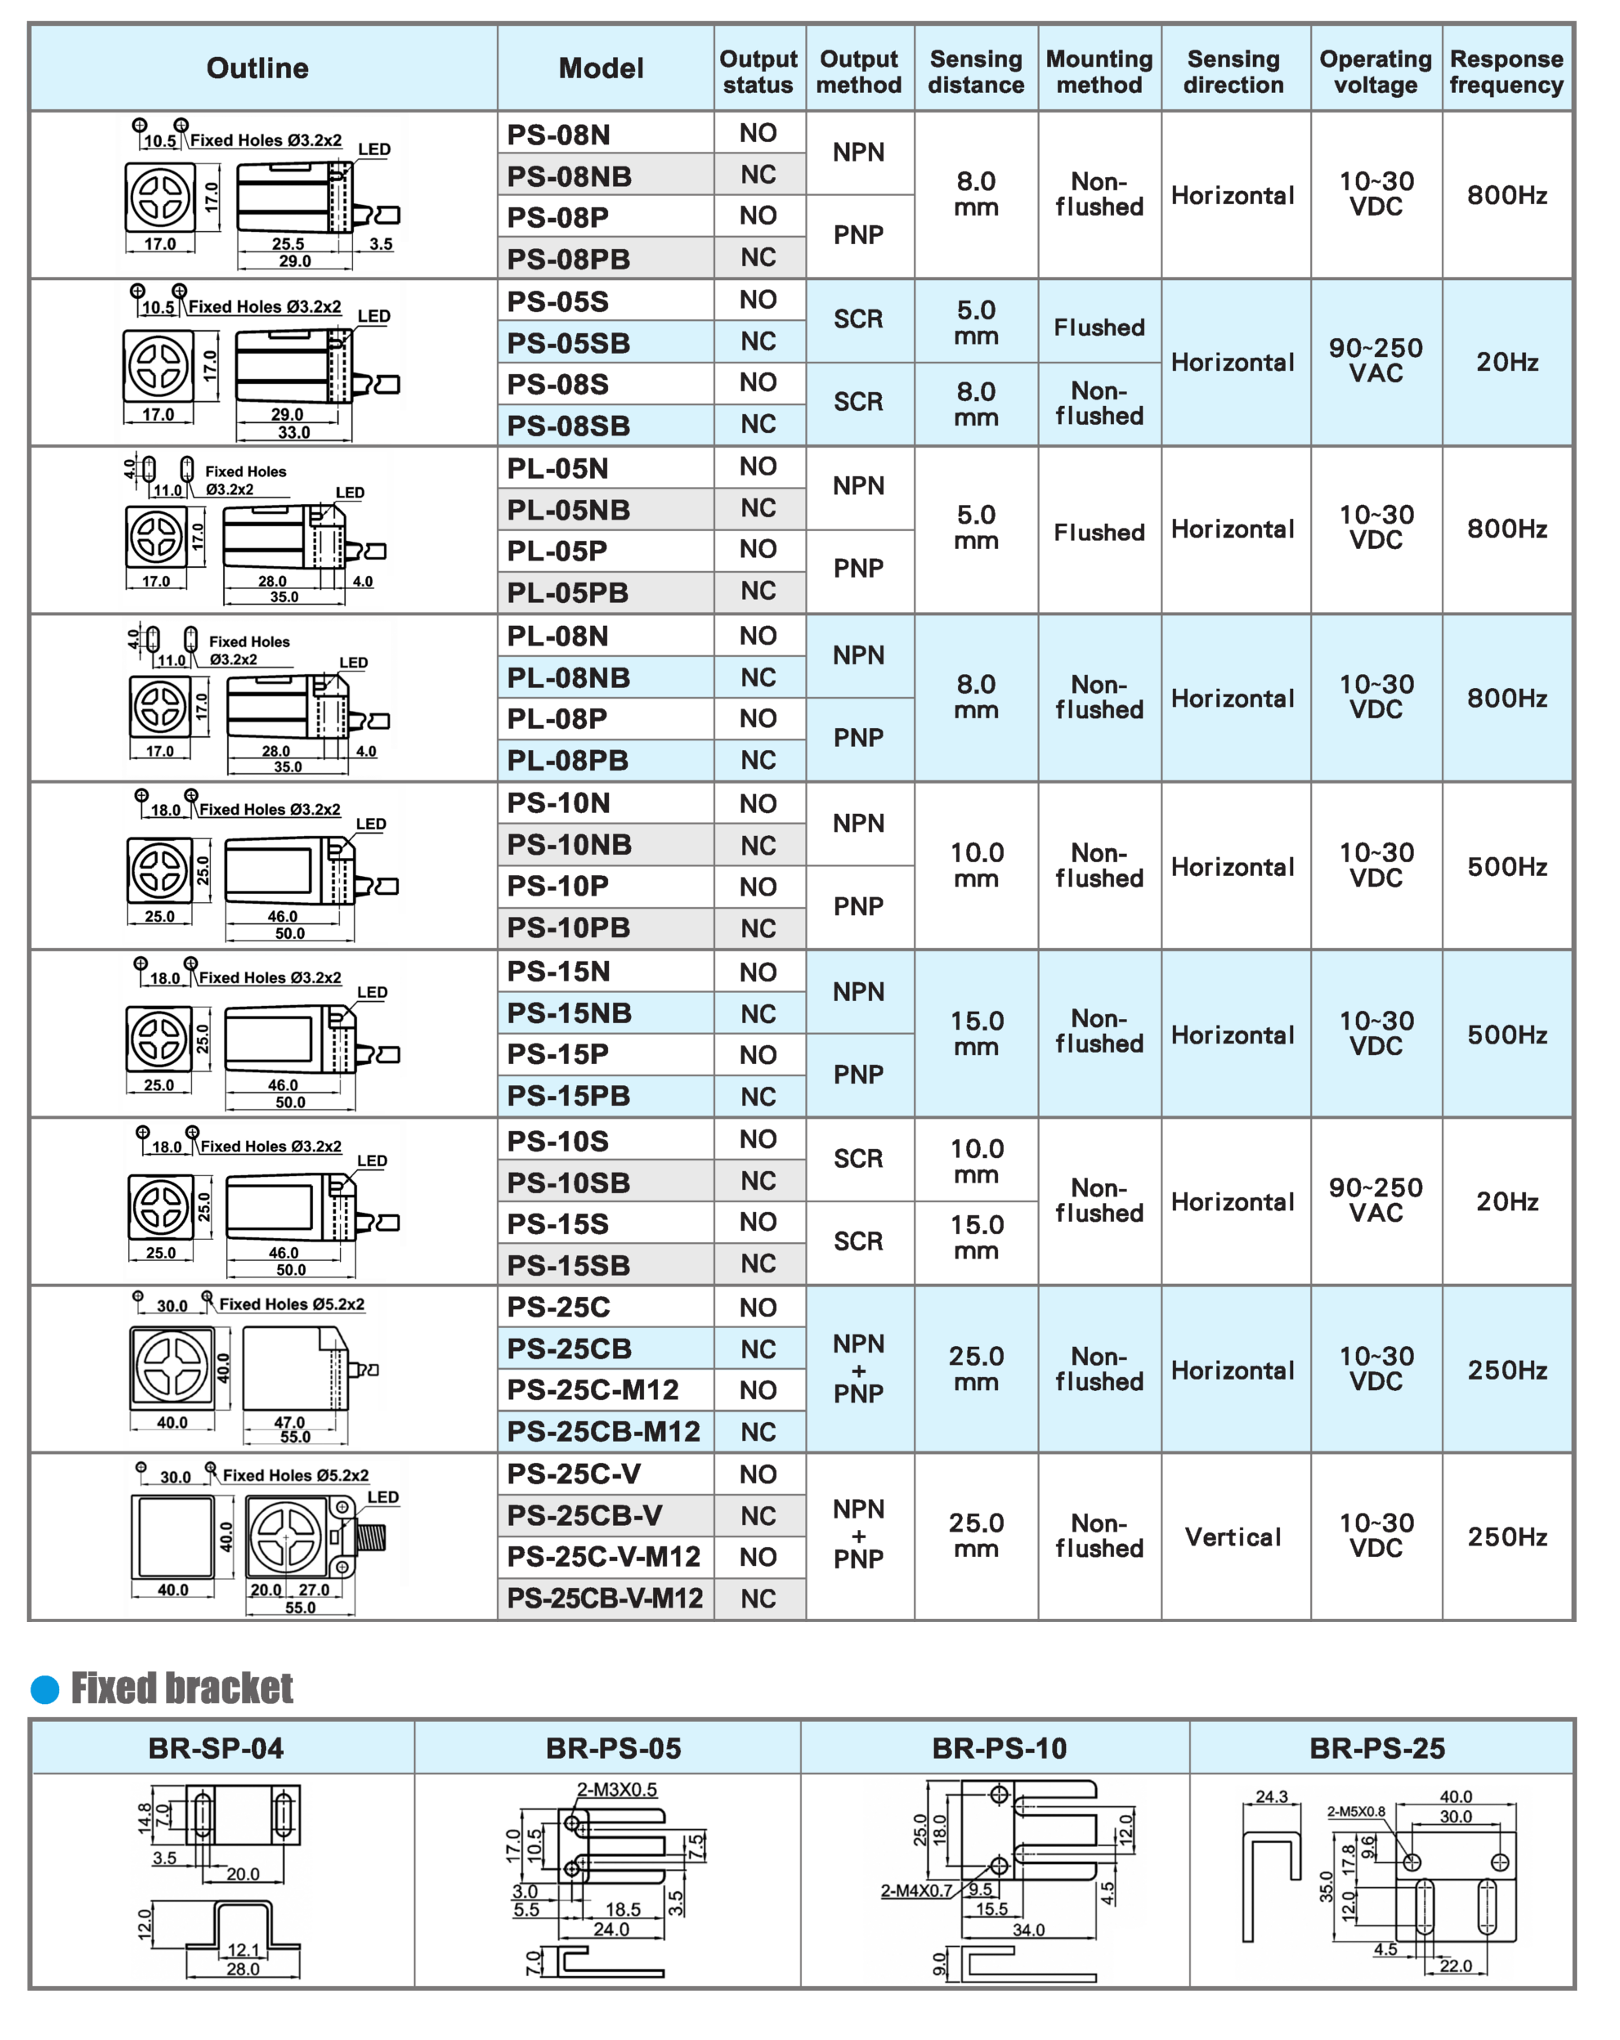 Outline
Model
Output status
Output method
Sensing distance
Mounting method
Sensing direction
Operating voltage
Response frequency
10.5 Fixed Holes Ø3.2x2
LED
17.0
17.0
25.5
3.5
29.0
PS-08N NO
PS-08NB NC
NPN
PS-08P NO
PS-08PB NC
PNP
8.0 mm
Non-flushed
Horizontal
10~30 VDC
800Hz
10.5 Fixed Holes Ø3.2x2
LED
17.0
17.0
29.0
33.0
PS-05S NO
PS-05SB NC
SCR
5.0 mm
Flushed
PS-08S NO
PS-08SB NC
SCR
8.0 mm
Non-flushed
Horizontal
90~250 VAC
20Hz
4.0
Fixed Holes
11.0 Ø3.2x2
LED
17.0
17.0
28.0
4.0
35.0
PL-05N NO
PL-05NB NC
NPN
PL-05P NO
PL-05PB NC
PNP
5.0 mm
Flushed
Horizontal
10~30 VDC
800Hz
4.0
Fixed Holes
11.0 Ø3.2x2
LED
17.0
17.0
28.0
4.0
35.0
PL-08N NO
PL-08NB NC
NPN
PL-08P NO
PL-08PB NC
PNP
8.0 mm
Non-flushed
Horizontal
10~30 VDC
800Hz
18.0 Fixed Holes Ø3.2x2
LED
25.0
25.0
46.0
50.0
PS-10N NO
PS-10NB NC
NPN
PS-10P NO
PS-10PB NC
PNP
10.0 mm
Non-flushed
Horizontal
10~30 VDC
500Hz
18.0 Fixed Holes Ø3.2x2
LED
25.0
25.0
46.0
50.0
PS-15N NO
PS-15NB NC
NPN
PS-15P NO
PS-15PB NC
PNP
15.0 mm
Non-flushed
Horizontal
10~30 VDC
500Hz
18.0 Fixed Holes Ø3.2x2
LED
25.0
25.0
46.0
50.0
PS-10S NO
PS-10SB NC
SCR
10.0 mm
PS-15S NO
PS-15SB NC
SCR
15.0 mm
Non-flushed
Horizontal
90~250 VAC
20Hz
30.0 Fixed Holes Ø5.2x2
40.0
40.0
47.0
55.0
PS-25C NO
PS-25CB NC
PS-25C-M12 NO
PS-25CB-M12 NC
NPN + PNP
25.0 mm
Non-flushed
Horizontal
10~30 VDC
250Hz
30.0 Fixed Holes Ø5.2x2
LED
40.0
40.0
20.0 27.0
55.0
PS-25C-V NO
PS-25CB-V NC
PS-25C-V-M12 NO
PS-25CB-V-M12 NC
NPN + PNP
25.0 mm
Non-flushed
Vertical
10~30 VDC
250Hz
Fixed bracket
BR-SP-04
14.8
7.0
3.5
20.0
12.0
12.1
28.0
BR-PS-05
2-M3X0.5
17.0
10.5
7.5
3.0
3.5
5.5
18.5
24.0
7.0
BR-PS-10
25.0
18.0
12.0
2-M4X0.7
9.5
4.5
15.5
34.0
9.0
BR-PS-25
24.3
40.0
2-M5X0.8
30.0
9.6
17.8
35.0
12.0
4.5
22.0